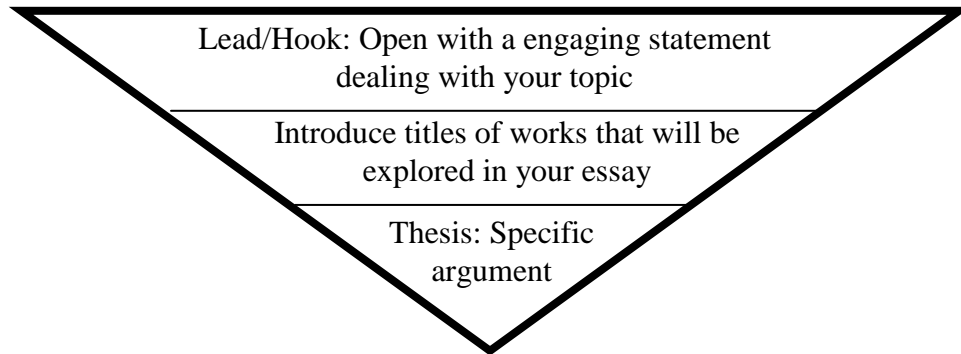 Lead/Hook: Open with a engaging statement
dealing with your topic
Introduce titles of works that will be
explored in your essay
Thesis: Specific
argument